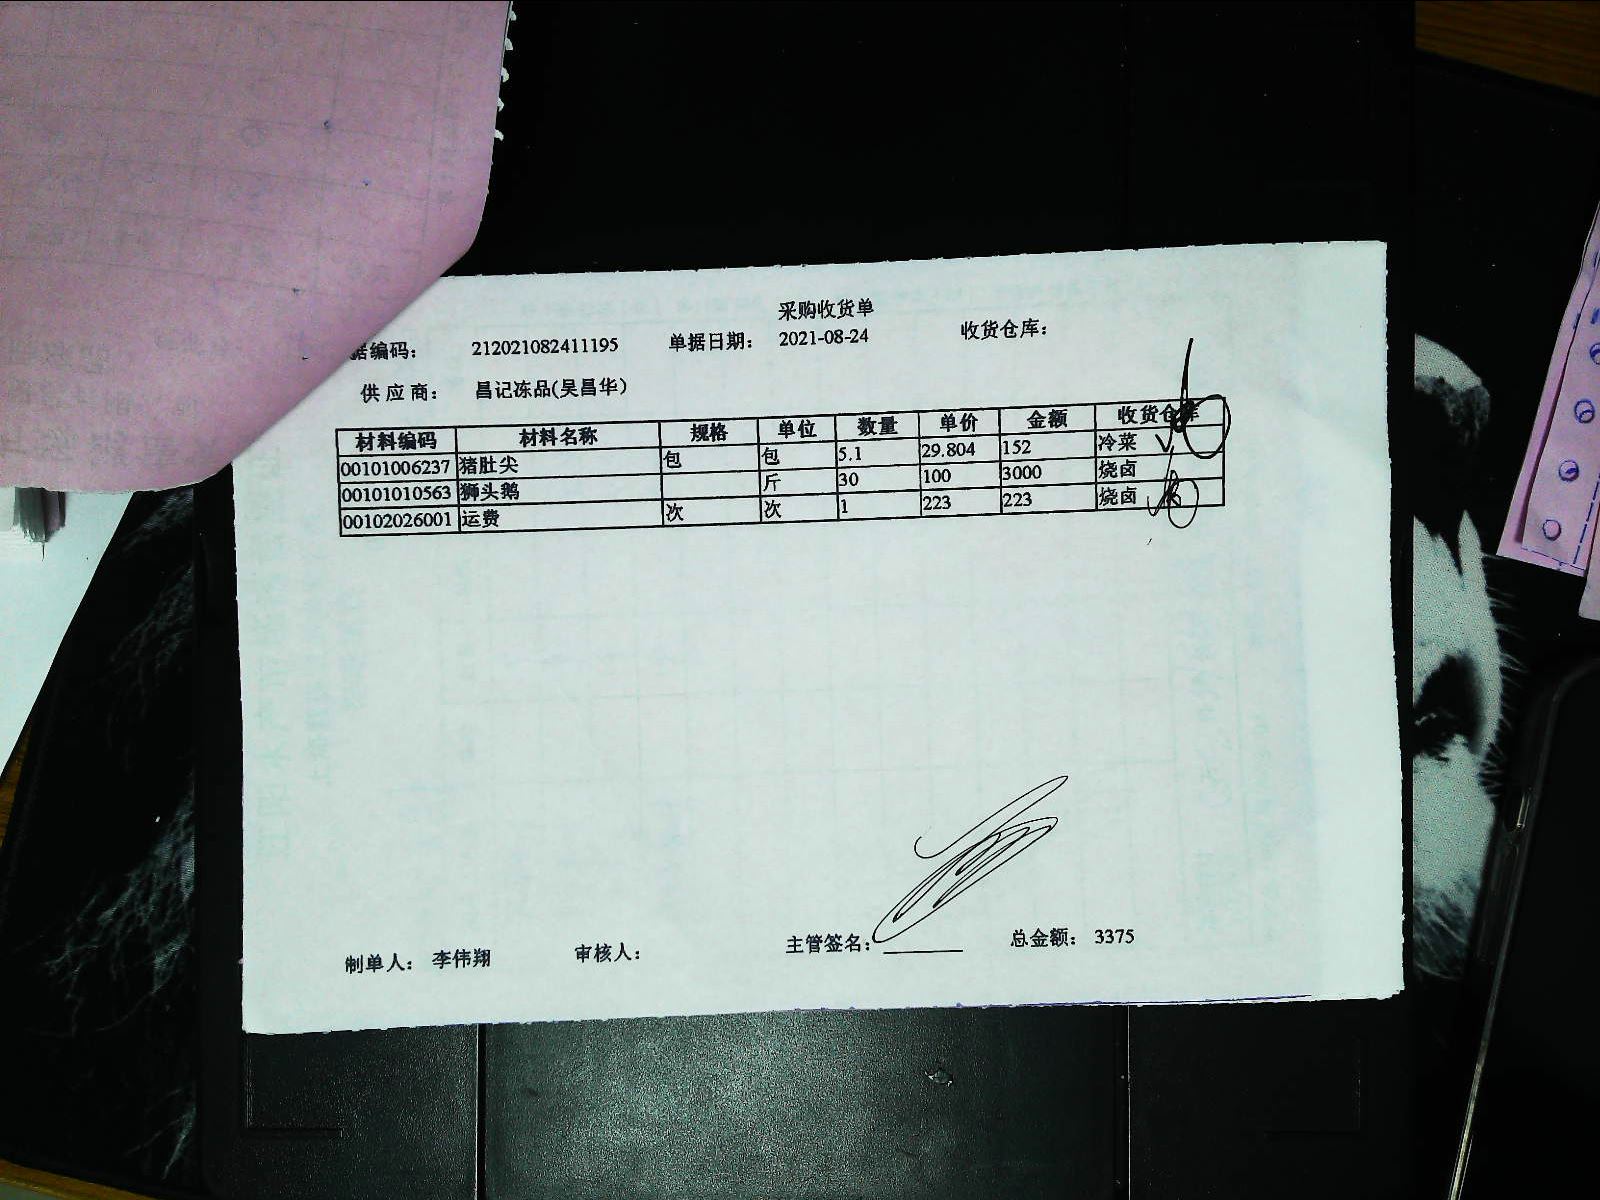 采购收货单
据编码: 212021082411195 单据日期: 2021-08-24 收货仓库:
供应商: 昌记冻品(吴昌华)
材料编码 材料名称 规格 单位 数量 单价 金额 收货仓库
00101006237 猪肚尖 包 包 5.1 29.804 152 冷菜
00101010563 狮头鹅 斤 30 100 3000 烧卤
00102026001 运费 次 次 1 223 223 烧卤
制单人: 李伟翔 审核人: 主管签名: 总金额: 3375